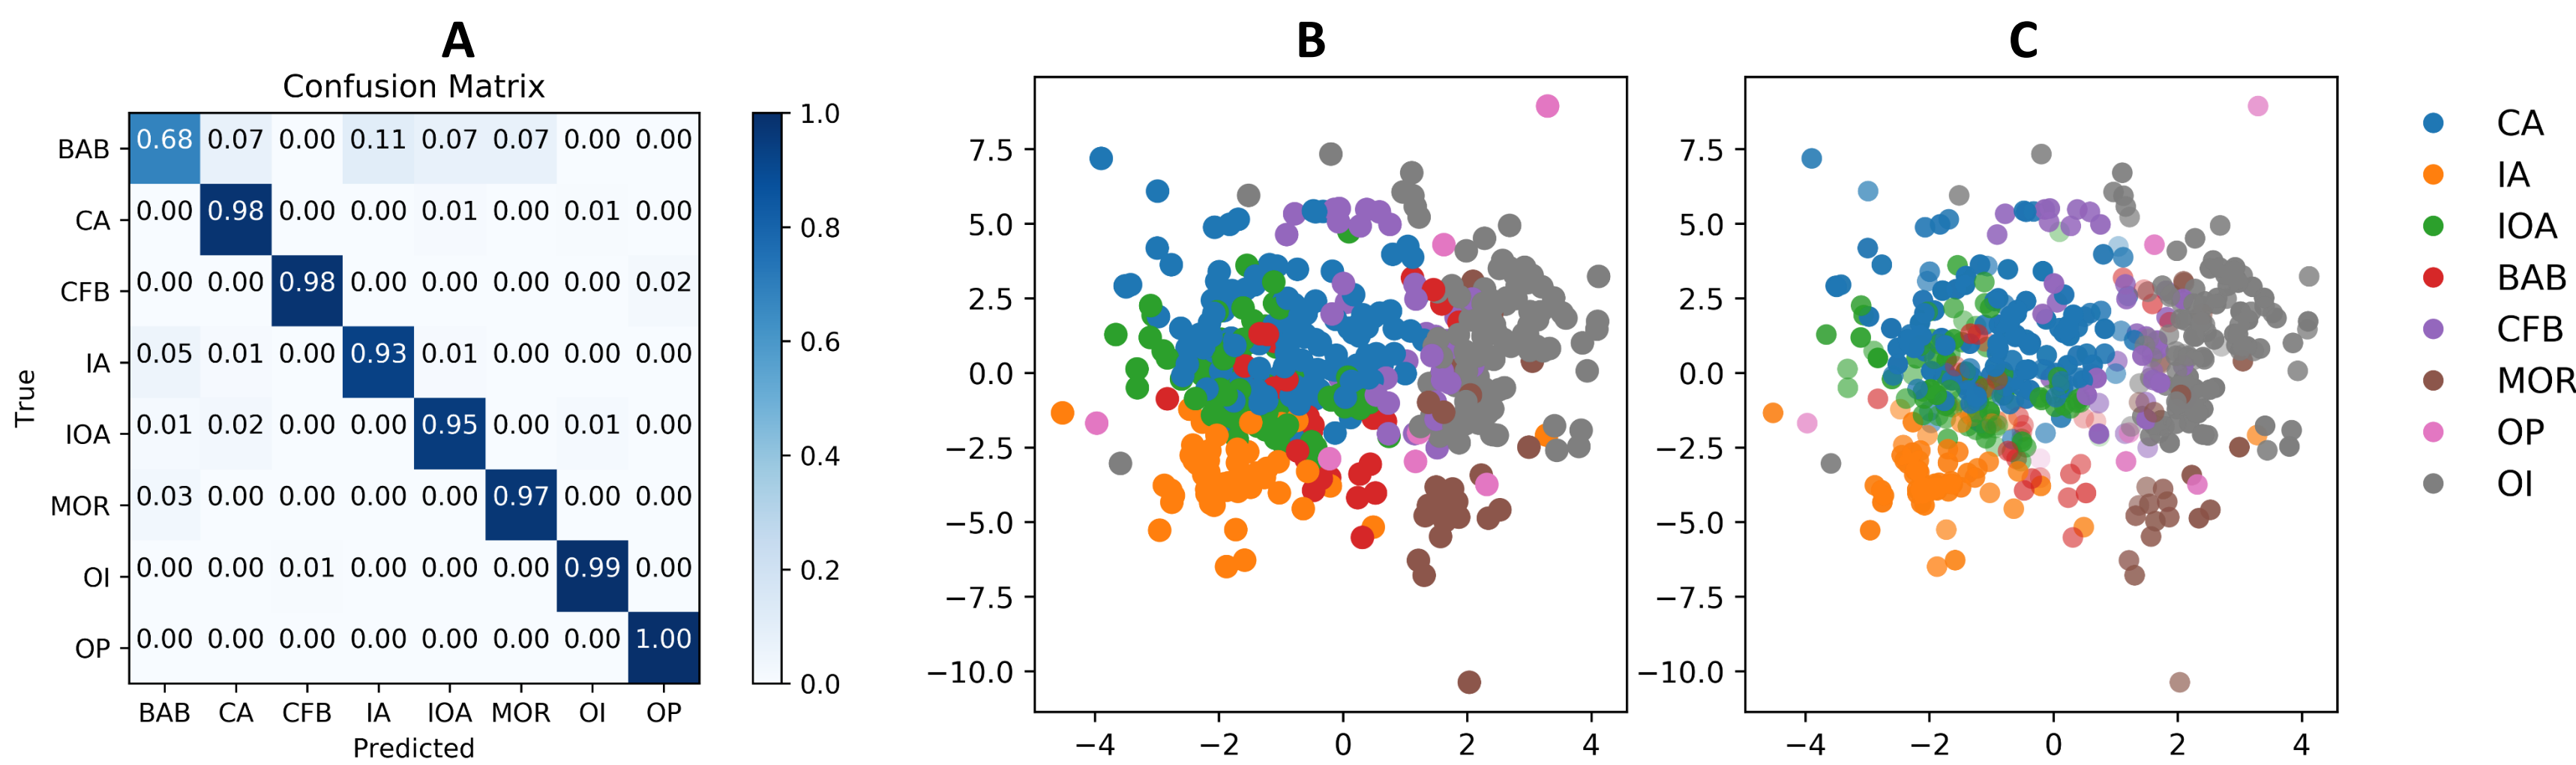 A
Confusion Matrix
True
BAB 0.68 0.07 0.00 0.11 0.07 0.07 0.00 0.00
CA 0.00 0.98 0.00 0.00 0.01 0.00 0.01 0.00
CFB 0.00 0.00 0.98 0.00 0.00 0.00 0.00 0.02
IA 0.05 0.01 0.00 0.93 0.01 0.00 0.00 0.00
IOA 0.01 0.02 0.00 0.00 0.95 0.00 0.01 0.00
MOR 0.03 0.00 0.00 0.00 0.00 0.97 0.00 0.00
OI 0.00 0.00 0.01 0.00 0.00 0.00 0.99 0.00
OP 0.00 0.00 0.00 0.00 0.00 0.00 0.00 1.00
BAB CA CFB IA IOA MOR OI OP
Predicted
1.0
0.8
0.6
0.4
0.2
0.0
B
7.5
5.0
2.5
0.0
−2.5
−5.0
−7.5
−10.0
−4 −2 0 2 4
C
7.5
5.0
2.5
0.0
−2.5
−5.0
−7.5
−10.0
−4 −2 0 2 4
CA
IA
IOA
BAB
CFB
MOR
OP
OI